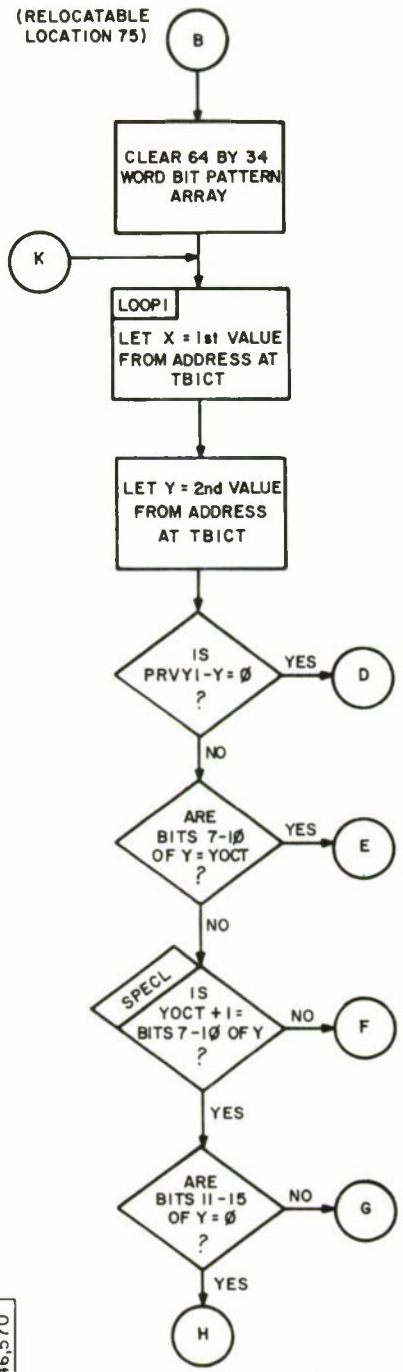 (RELOCATABLE
LOCATION 75)
B
CLEAR 64 BY 34
WORD BIT PATTERN
ARRAY
K
LOOP1
LET X = 1st VALUE
FROM ADDRESS AT
TBICT
LET Y = 2nd VALUE
FROM ADDRESS
AT TBICT
IS
PRVY1-Y=Ø
?
YES
D
NO
ARE
BITS 7-1Ø
OF Y=YOCT
?
YES
E
NO
SPECL
IS
YOCT +1=
BITS 7-1Ø OF Y
?
NO
F
YES
ARE
BITS 11-15
OF Y=Ø
?
NO
G
YES
H